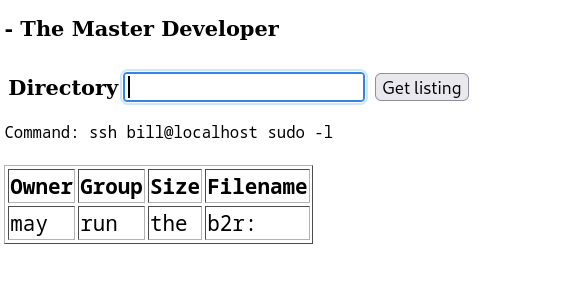 - The Master Developer
Directory Get listing
Command: ssh bill@localhost sudo -l
Owner Group Size Filename
may run the b2r: